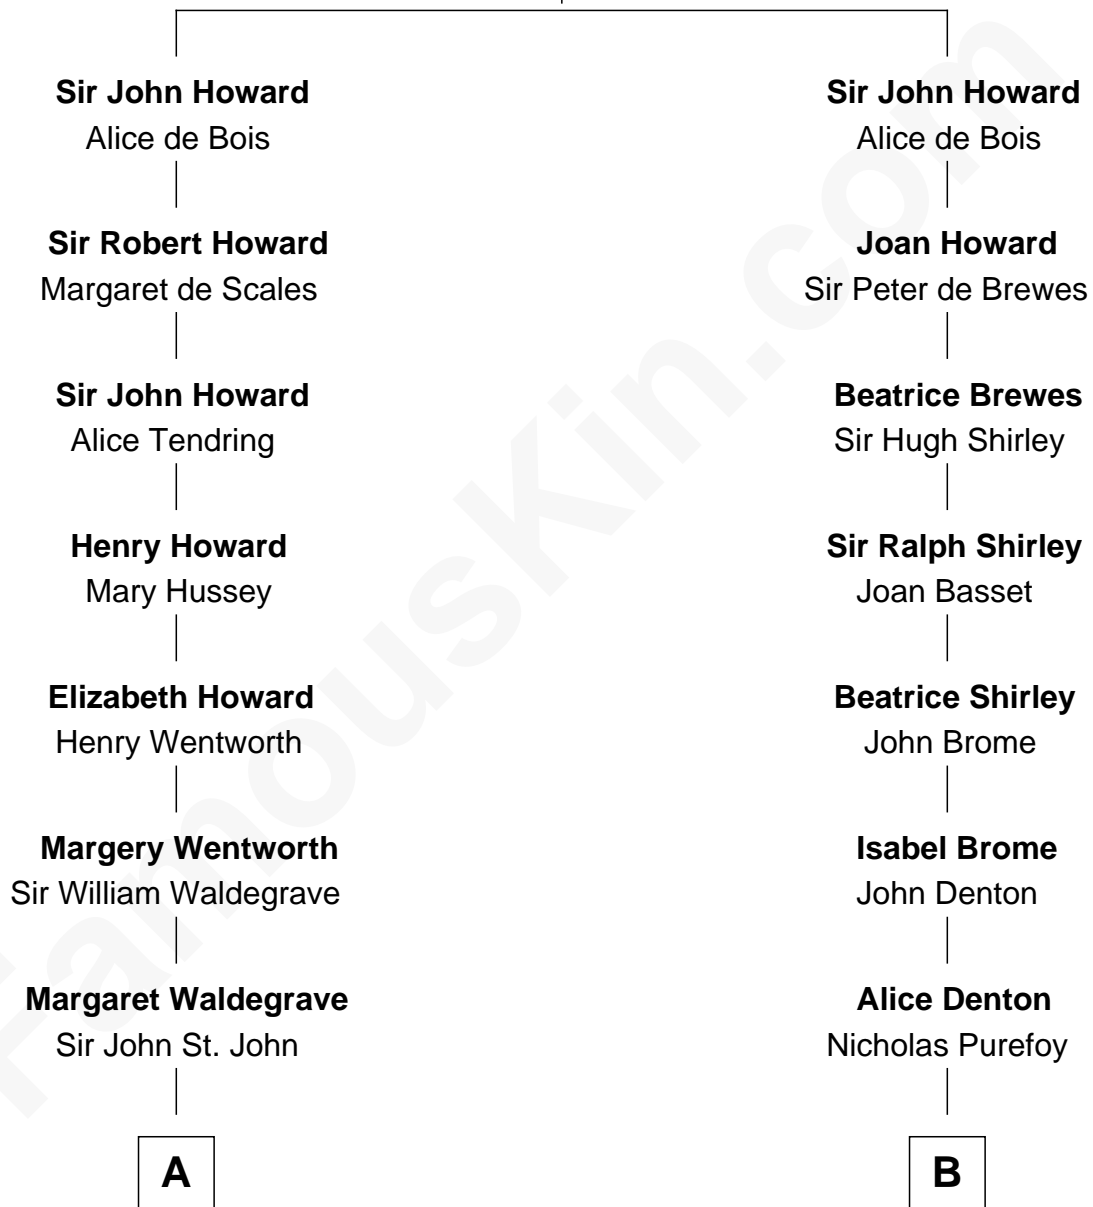 Sir John Howard
Alice de Bois
Sir Robert Howard
Margaret de Scales
Sir John Howard
Alice Tendring
Henry Howard
Mary Hussey
Elizabeth Howard
Henry Wentworth
Margery Wentworth
Sir William Waldegrave
Margaret Waldegrave
Sir John St. John
A
Sir John Howard
Alice de Bois
Joan Howard
Sir Peter de Brewes
Beatrice Brewes
Sir Hugh Shirley
Sir Ralph Shirley
Joan Basset
Beatrice Shirley
John Brome
Isabel Brome
John Denton
Alice Denton
Nicholas Purefoy
B
FamousKin.com